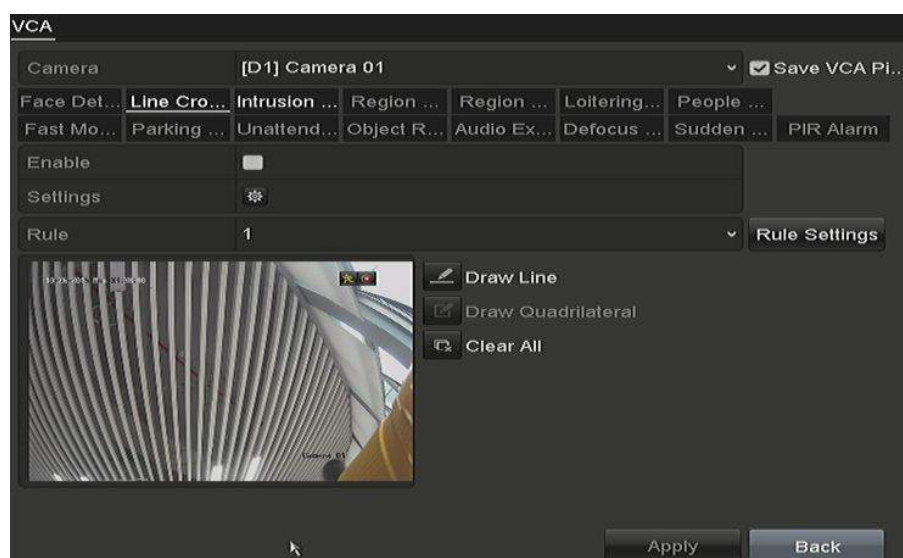 VCA
Camera [D1] Camera 01 Save VCA Pi..
Face Det... Line Cro... Intrusion ... Region ... Region ... Loitering... People ...
Fast Mo... Parking ... Unattend... Object R... Audio Ex... Defocus ... Sudden ... PIR Alarm
Enable
Settings
Rule 1 Rule Settings
Draw Line
Draw Quadrilateral
Clear All
Camera 01
Apply Back